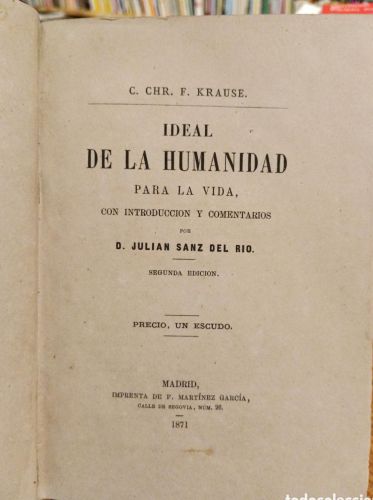 C. CHR. F. KRAUSE.
IDEAL
DE LA HUMANIDAD
PARA LA VIDA,
CON INTRODUCCION Y COMENTARIOS
POR
D. JULIAN SANZ DEL RIO.
SEGUNDA EDICION.
PRECIO, UN ESCUDO.
MADRID,
IMPRENTA DE F. MARTÍNEZ GARCÍA,
CALLE DE SEGOVIA, NÚM. 26.
1871